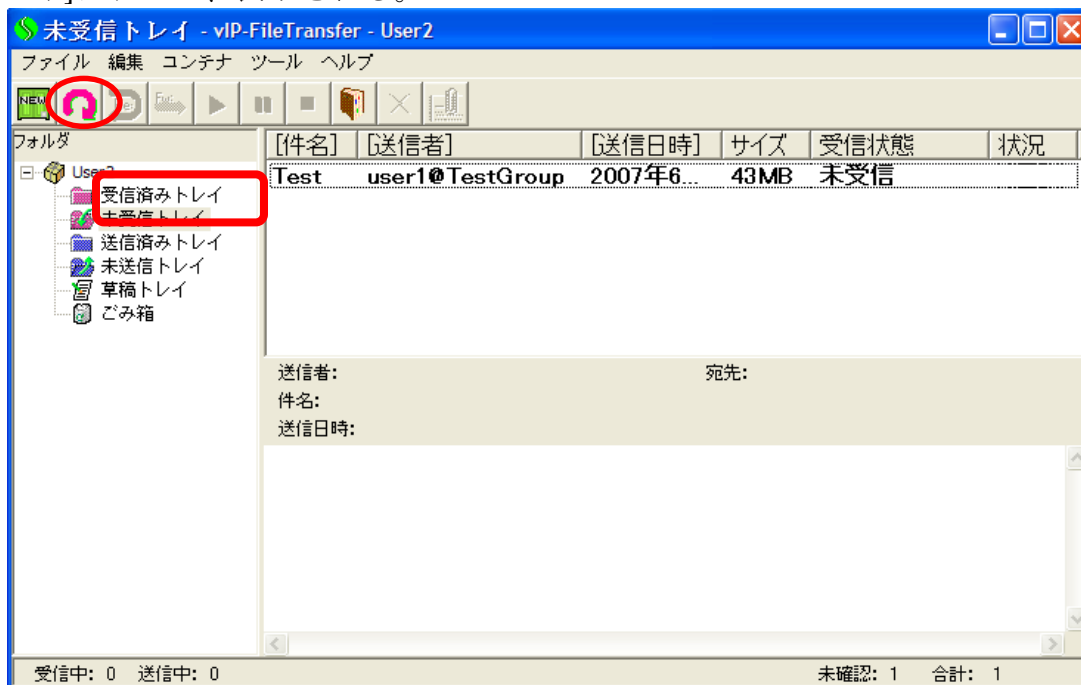 未受信トレイ - vIP-FileTransfer - User2
ファイル 編集 コンテナ ツール ヘルプ
NEW
フォルダ
[件名] [送信者] [送信日時] サイズ 受信状態 状況
Test user1@TestGroup 2007年6... 43MB 未受信
User2
受信済みトレイ
未受信トレイ
送信済みトレイ
未送信トレイ
草稿トレイ
ごみ箱
送信者: 宛先:
件名:
送信日時:
受信中: 0 送信中: 0 未確認: 1 合計: 1